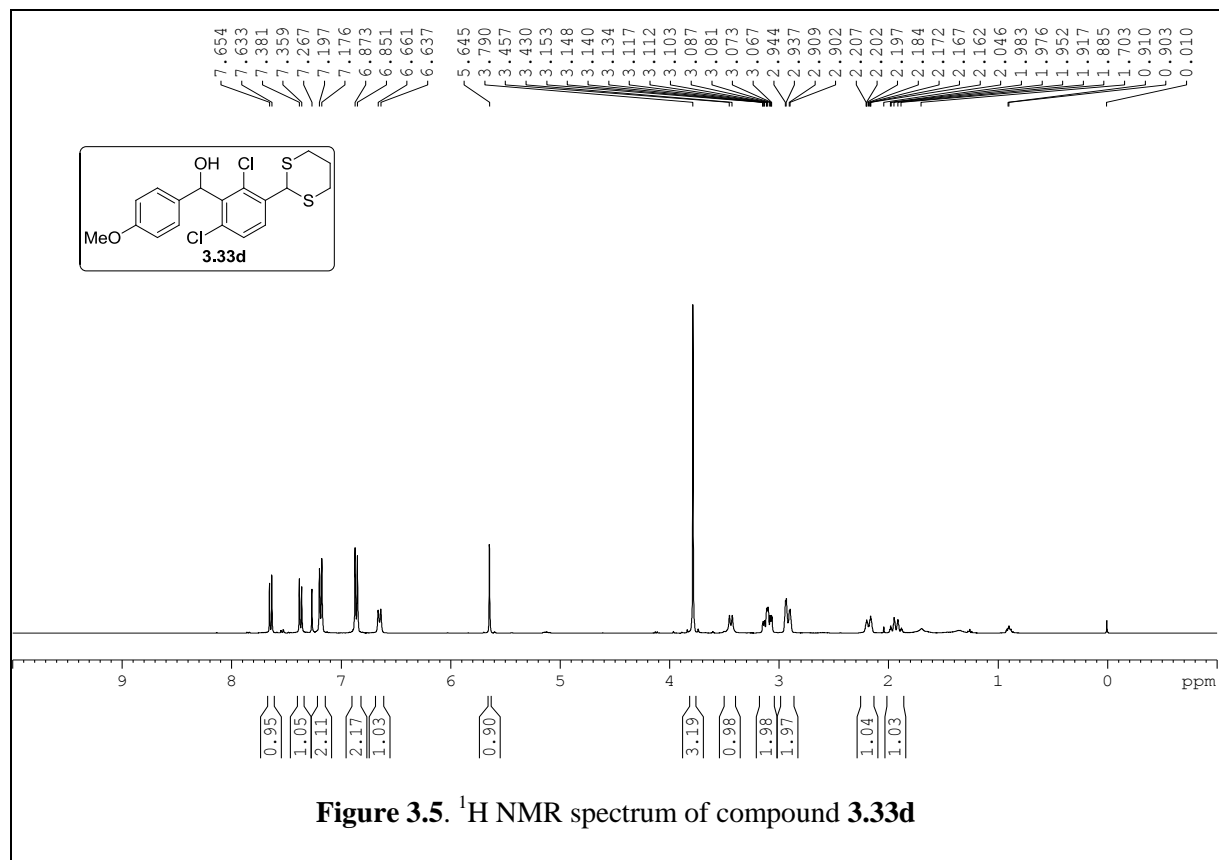 7.654 7.633 7.381 7.359 7.267 7.197 7.176 6.873 6.851 6.661 6.637 5.645 3.790 3.457 3.430 3.153 3.148 3.140 3.134 3.117 3.112 3.103 3.087 3.081 3.073 3.067 2.944 2.937 2.909 2.902 2.207 2.202 2.197 2.184 2.172 2.167 2.162 2.046 1.983 1.976 1.952 1.917 1.885 1.703 0.910 0.903 0.010
OH Cl S
S
MeO Cl
3.33d
9 8 7 6 5 4 3 2 1 0 ppm
0.95 1.05 2.11 2.17 1.03 0.90 3.19 0.98 1.98 1.97 1.04 1.03
Figure 3.5. ¹H NMR spectrum of compound 3.33d